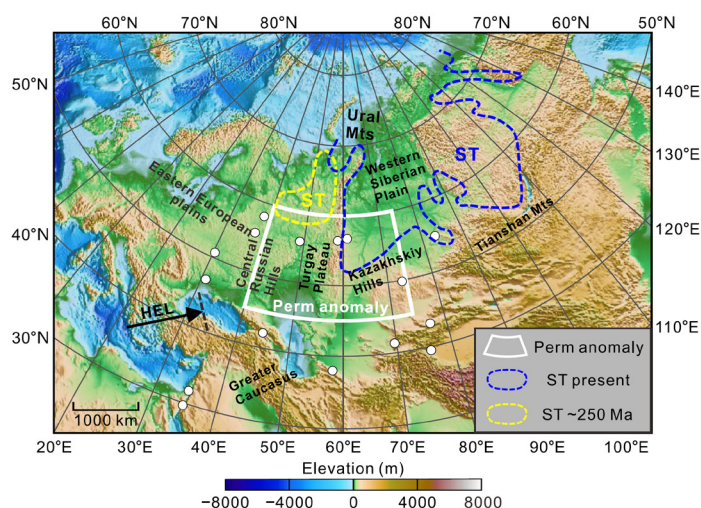 60°N 70°N 80°N 80°N 70°N 60°N 50°N
50°N
40°N
30°N
140°E
130°E
120°E
110°E
Ural
Mts
Western
Siberian
Plain
ST
ST
Eastern European
plains
Central
Russian
Hills
Turgay
Plateau
Kazakhskiy
Hills
Tianshan Mts
Perm anomaly
HEL
Greater
Caucasus
1000 km
Perm anomaly
ST present
ST ~250 Ma
20°E 30°E 40°E 50°E 60°E 70°E 80°E 90°E 100°E
Elevation (m)
−8000 −4000 0 4000 8000